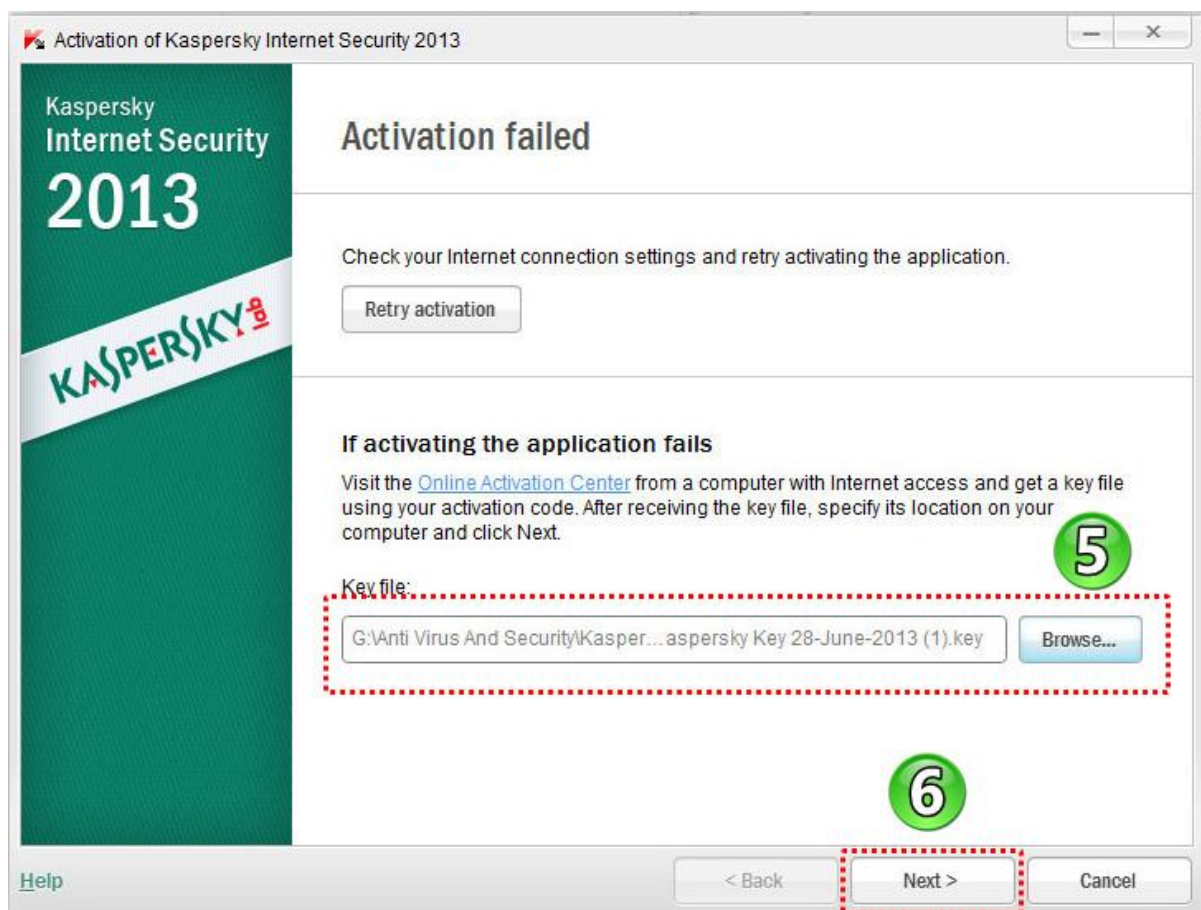 Activation of Kaspersky Internet Security 2013
Kaspersky
Internet Security
2013
KASPERSKY lab
Activation failed
Check your Internet connection settings and retry activating the application.
Retry activation
If activating the application fails
Visit the Online Activation Center from a computer with Internet access and get a key file
using your activation code. After receiving the key file, specify its location on your
computer and click Next.
5
Key file:
G:\Anti Virus And Security\Kasper... aspersky Key 28-June-2013 (1).key
Browse...
6
Help
< Back
Next >
Cancel